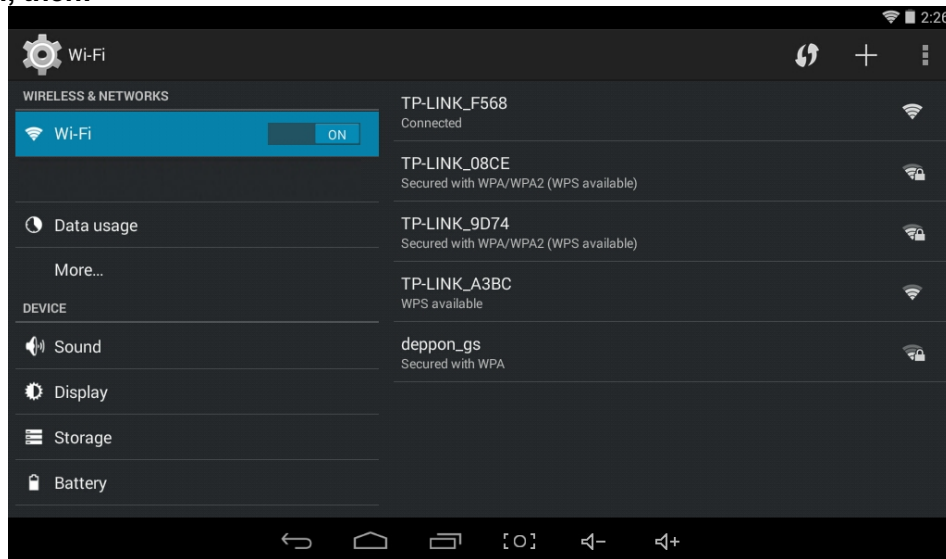 2:26
Wi-Fi
WIRELESS & NETWORKS
Wi-Fi
ON
Data usage
More...
DEVICE
Sound
Display
Storage
Battery
TP-LINK_F568
Connected
TP-LINK_08CE
Secured with WPA/WPA2 (WPS available)
TP-LINK_9D74
Secured with WPA/WPA2 (WPS available)
TP-LINK_A3BC
WPS available
deppon_gs
Secured with WPA